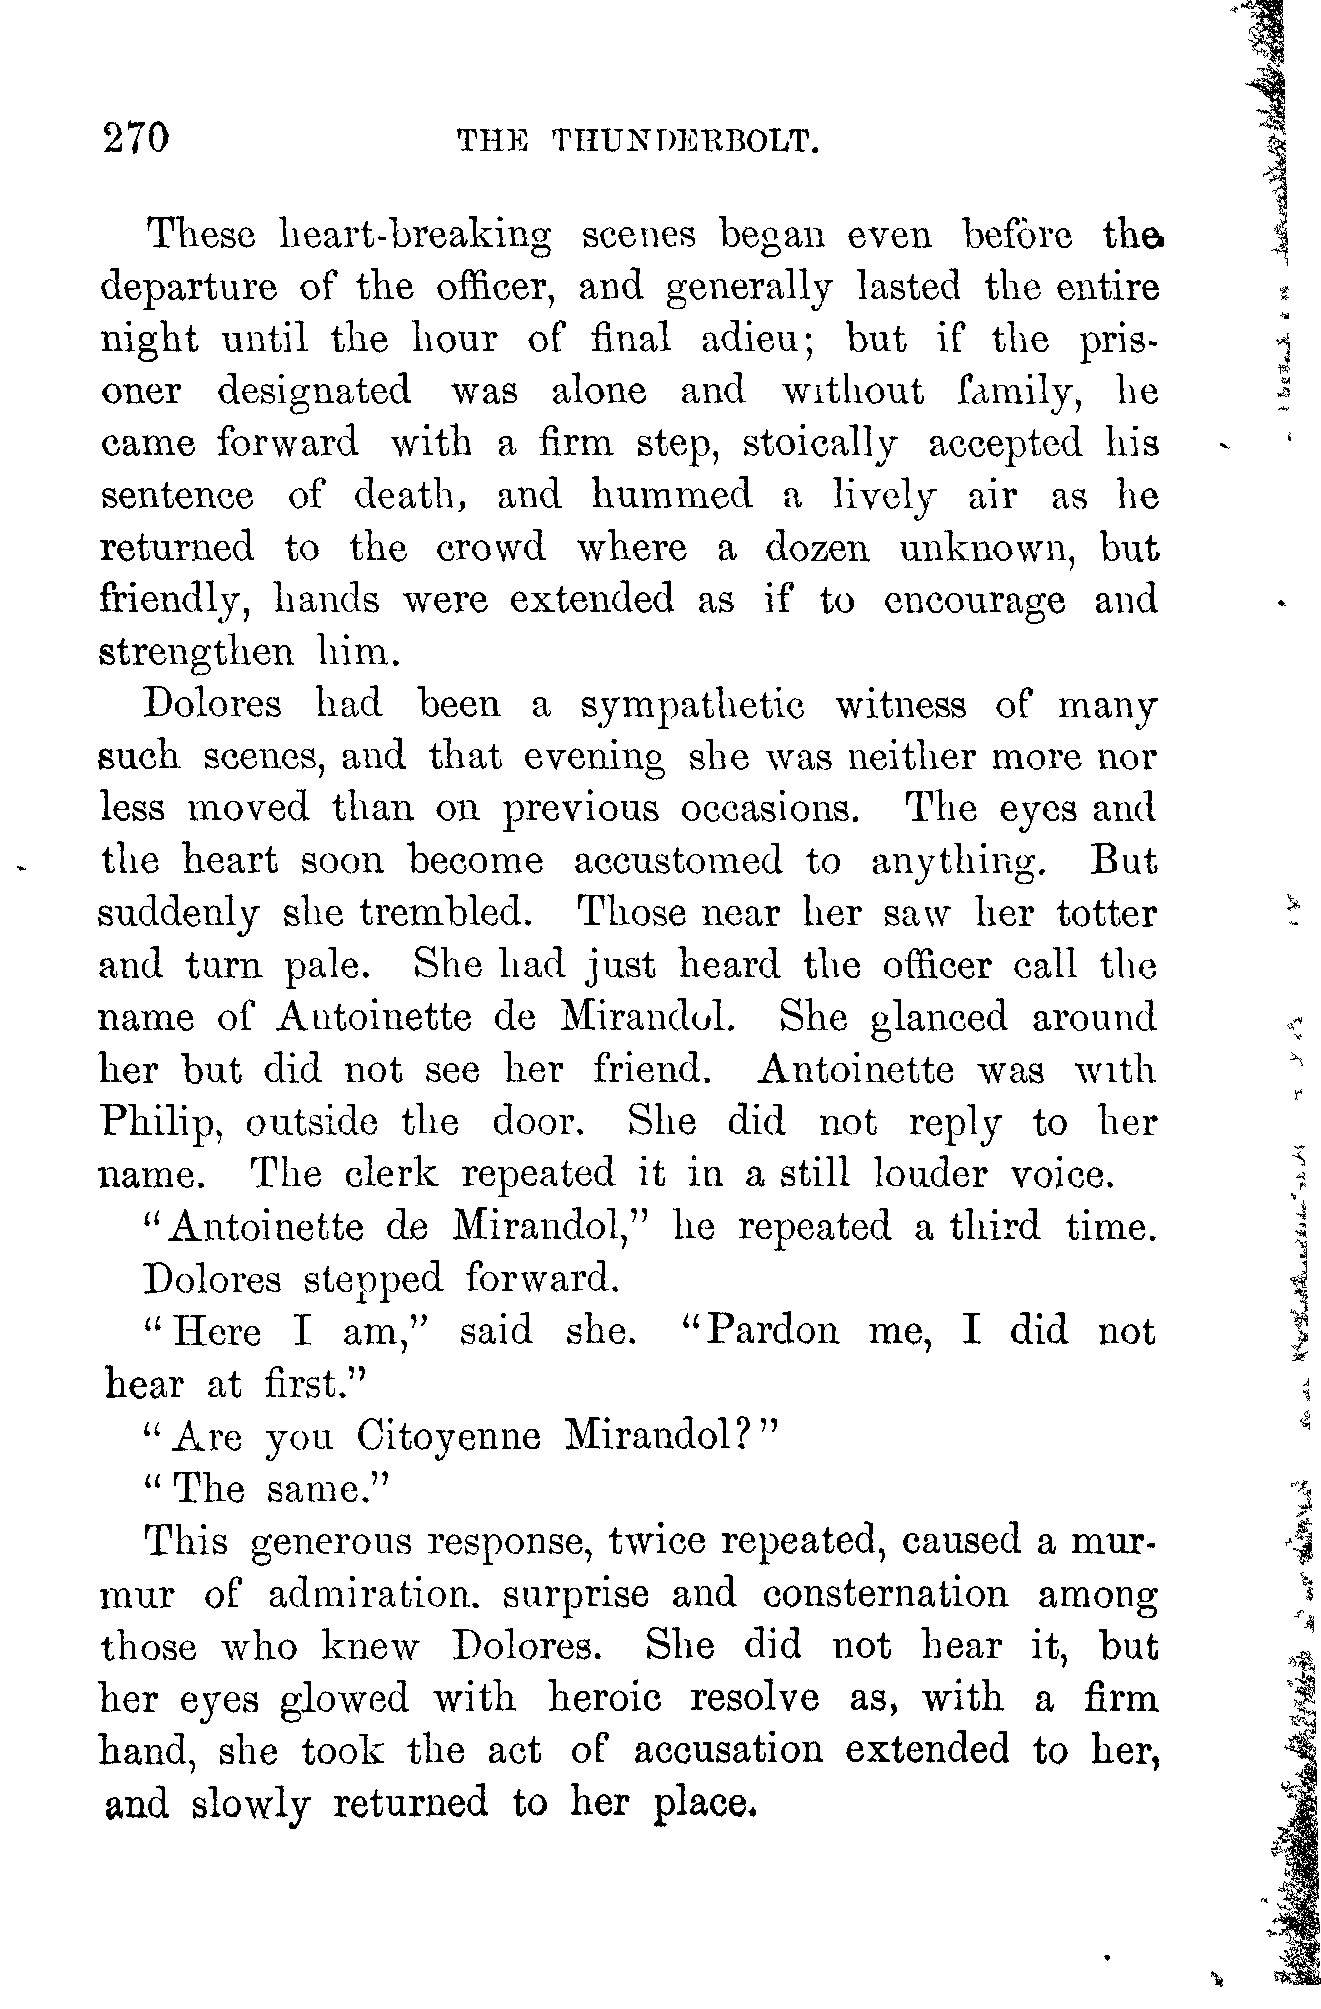 270 THE THUNDERBOLT.
These heart-breaking scenes began even before the
departure of the officer, and generally lasted the entire
night until the hour of final adieu; but if the pris-
oner designated was alone and without family, he
came forward with a firm step, stoically accepted his
sentence of death, and hummed a lively air as he
returned to the crowd where a dozen unknown, but
friendly, hands were extended as if to encourage and
strengthen him.
Dolores had been a sympathetic witness of many
such scenes, and that evening she was neither more nor
less moved than on previous occasions. The eyes and
the heart soon become accustomed to anything. But
suddenly she trembled. Those near her saw her totter
and turn pale. She had just heard the officer call the
name of Antoinette de Mirandol. She glanced around
her but did not see her friend. Antoinette was with
Philip, outside the door. She did not reply to her
name. The clerk repeated it in a still louder voice.
"Antoinette de Mirandol," he repeated a third time.
Dolores stepped forward.
"Here I am," said she. "Pardon me, I did not
hear at first."
"Are you Citoyenne Mirandol?"
"The same."
This generous response, twice repeated, caused a mur-
mur of admiration. surprise and consternation among
those who knew Dolores. She did not hear it, but
her eyes glowed with heroic resolve as, with a firm
hand, she took the act of accusation extended to her,
and slowly returned to her place.